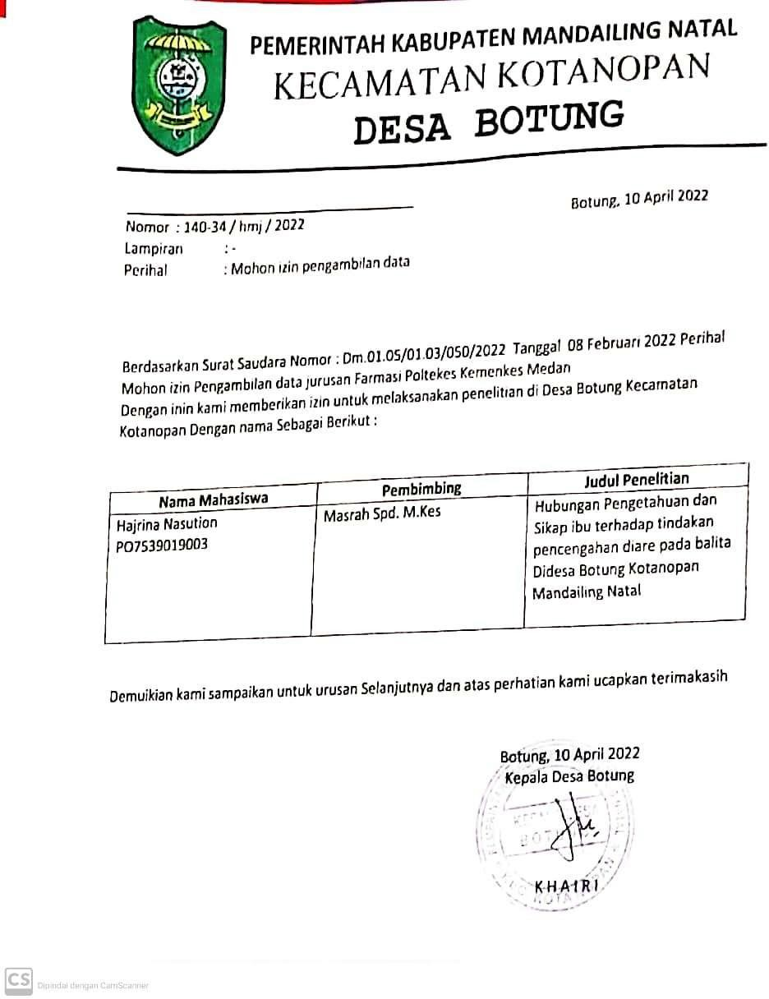 PEMERINTAH KABUPATEN MANDAILING NATAL
KECAMATAN KOTANOPAN
DESA BOTUNG
Botung, 10 April 2022
Nomor : 140-34 / hmj / 2022
Lampiran : -
Perihal : Mohon izin pengambilan data
Berdasarkan Surat Saudara Nomor : Dm.01.05/01.03/050/2022 Tanggal 08 Februari 2022 Perihal
Mohon izin Pengambilan data jurusan Farmasi Poltekes Kemenkes Medan
Dengan inin kami memberikan izin untuk melaksanakan penelitian di Desa Botung Kecamatan
Kotanopan Dengan nama Sebagai Berikut :
Nama Mahasiswa Pembimbing Judul Penelitian
Hajrina Nasution Masrah Spd. M.Kes Hubungan Pengetahuan dan
PO7539019003 Sikap ibu terhadap tindakan
pencengahan diare pada balita
Didesa Botung Kotanopan
Mandailing Natal
Demuikian kami sampaikan untuk urusan Selanjutnya dan atas perhatian kami ucapkan terimakasih
Botung, 10 April 2022
Kepala Desa Botung
KHAIRI
CS Dipindai dengan CamScanner